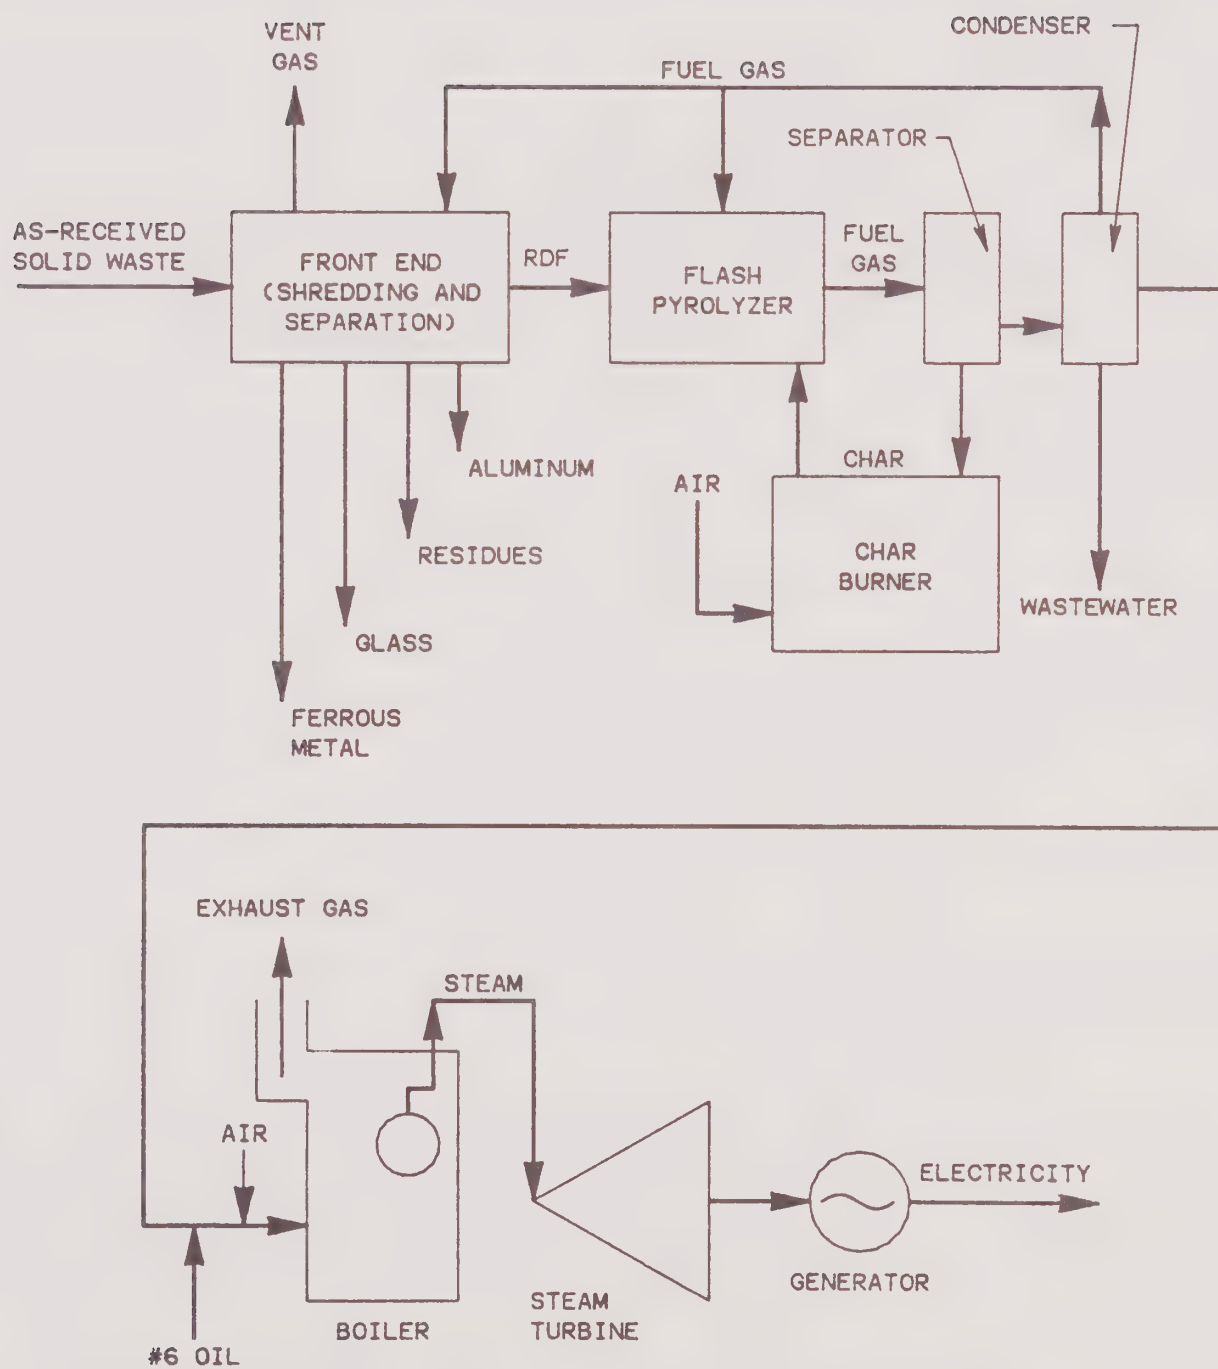 VENT
GAS
CONDENSER
FUEL GAS
SEPARATOR
AS-RECEIVED
SOLID WASTE
FRONT END
(SHREDDING AND
SEPARATION)
RDF
FLASH
PYROLYZER
FUEL
GAS
ALUMINUM
CHAR
AIR
RESIDUES
CHAR
BURNER
WASTEWATER
GLASS
FERROUS
METAL
EXHAUST GAS
STEAM
AIR
ELECTRICITY
GENERATOR
STEAM
TURBINE
BOILER
#6 OIL